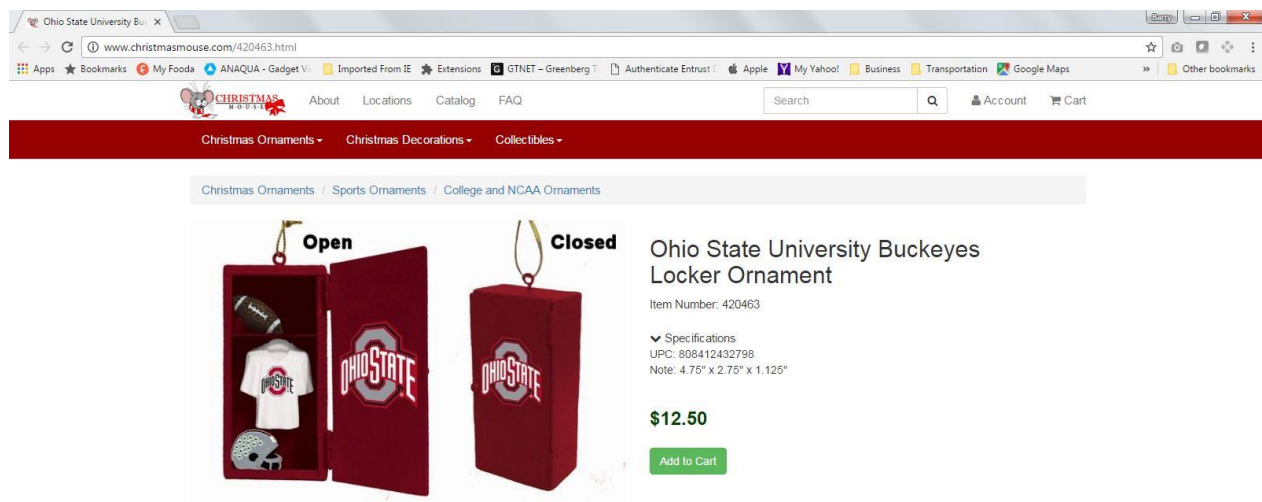 Ohio State University Bu
Barry
www.christmasmouse.com/420463.html
Apps Bookmarks My Fooda ANAQUA - Gadget Vi Imported From IE Extensions GTNET – Greenberg T Authenticate Entrust Apple My Yahoo! Business Transportation Google Maps » Other bookmarks
CHRISTMAS
M·O·U·S·E
About Locations Catalog FAQ Search Account Cart
Christmas Ornaments Christmas Decorations Collectibles
Christmas Ornaments / Sports Ornaments / College and NCAA Ornaments
Open
Closed
OHIO STATE
OHIO STATE
OHIO STATE
Ohio State University Buckeyes
Locker Ornament
Item Number: 420463
Specifications
UPC: 808412432798
Note: 4.75" x 2.75" x 1.125"
$12.50
Add to Cart